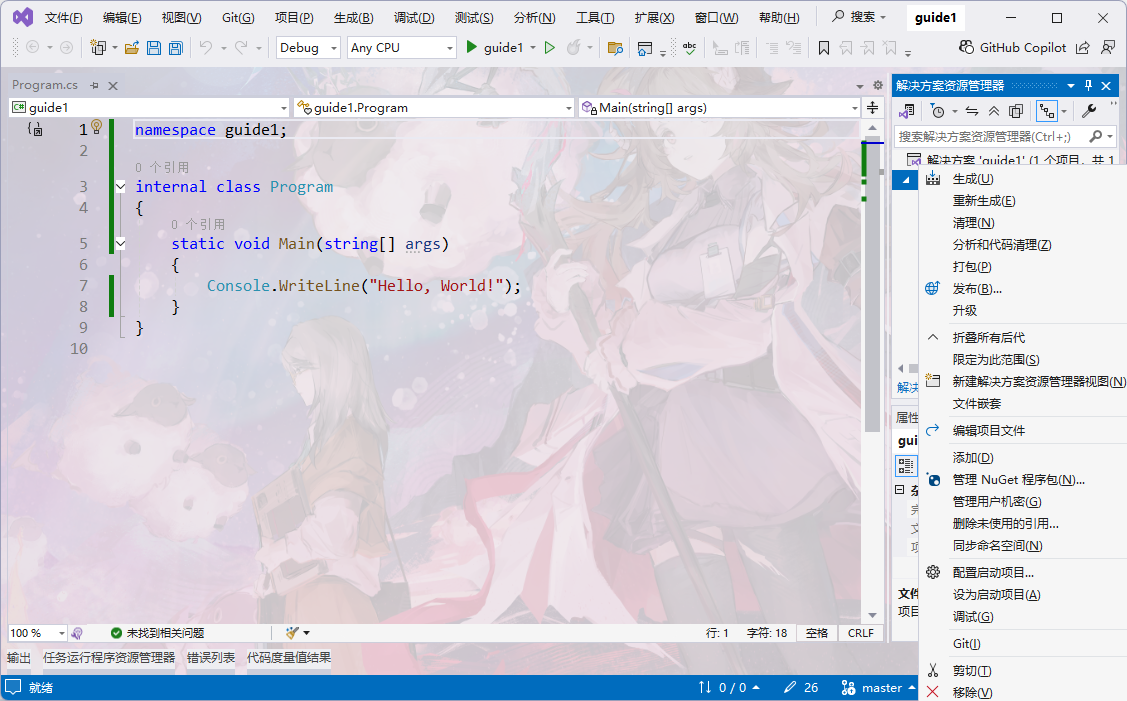 文件(F) 编辑(E) 视图(V) Git(G) 项目(P) 生成(B) 调试(D) 测试(S) 分析(N) 工具(T) 扩展(X) 窗口(W) 帮助(H) 搜索 guide1
Debug Any CPU guide1 GitHub Copilot
Program.cs
解决方案资源管理器
guide1 guide1.Program Main(string[] args)
搜索解决方案资源管理器(Ctrl+;)
解决方案 'guide1' (1 个项目，共 1
1 namespace guide1;
2
0 个引用
3 internal class Program
4 {
0 个引用
5 static void Main(string[] args)
6 {
7 Console.WriteLine("Hello, World!");
8 }
9 }
10
生成(U)
重新生成(E)
清理(N)
分析和代码清理(Z)
打包(P)
发布(B)...
升级
折叠所有后代
限定为此范围(S)
新建解决方案资源管理器视图(N)
文件嵌套
编辑项目文件
添加(D)
管理 NuGet 程序包(N)...
管理用户机密(G)
删除未使用的引用...
同步命名空间(N)
配置启动项目...
设为启动项目(A)
调试(G)
Git(I)
剪切(T)
移除(V)
解决
属性
gui
文件
项目
100 % 未找到相关问题 行: 1 字符: 18 空格 CRLF
输出 任务运行程序资源管理器 错误列表 代码度量值结果
就绪 0 / 0 26 master